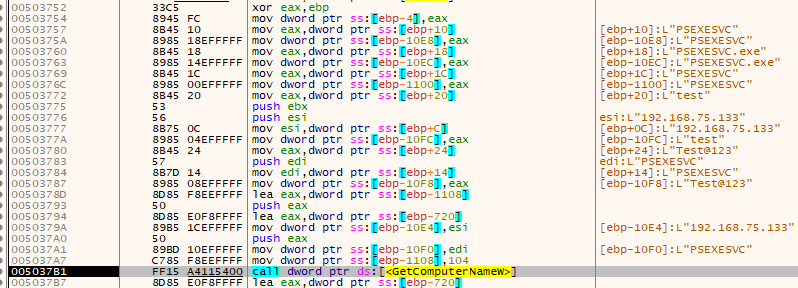 00503752 33C5 xor eax,ebp
00503754 8945 FC mov dword ptr ss:[ebp-4],eax
00503757 8B45 10 mov eax,dword ptr ss:[ebp+10] [ebp+10]:L"PSEXESVC"
0050375A 8985 18EFFFFF mov dword ptr ss:[ebp-10E8],eax [ebp-10E8]:L"PSEXESVC"
00503760 8B45 18 mov eax,dword ptr ss:[ebp+18] [ebp+18]:L"PSEXESVC.exe"
00503763 8985 14EFFFFF mov dword ptr ss:[ebp-10EC],eax [ebp-10EC]:L"PSEXESVC.exe"
00503769 8B45 1C mov eax,dword ptr ss:[ebp+1C] [ebp+1C]:L"PSEXESVC"
0050376C 8985 00EFFFFF mov dword ptr ss:[ebp-1100],eax [ebp-1100]:L"PSEXESVC"
00503772 8B45 20 mov eax,dword ptr ss:[ebp+20] [ebp+20]:L"test"
00503775 53 push ebx
00503776 56 push esi esi:L"192.168.75.133"
00503777 8B75 0C mov esi,dword ptr ss:[ebp+C] [ebp+0C]:L"192.168.75.133"
0050377A 8985 04EFFFFF mov dword ptr ss:[ebp-10FC],eax [ebp-10FC]:L"test"
00503780 8B45 24 mov eax,dword ptr ss:[ebp+24] [ebp+24]:L"Test@123"
00503783 57 push edi edi:L"PSEXESVC"
00503784 8B7D 14 mov edi,dword ptr ss:[ebp+14] [ebp+14]:L"PSEXESVC"
00503787 8985 08EFFFFF mov dword ptr ss:[ebp-10F8],eax [ebp-10F8]:L"Test@123"
0050378D 8D85 F8EEFFFF lea eax,dword ptr ss:[ebp-1108]
00503793 50 push eax
00503794 8D85 E0F8FFFF lea eax,dword ptr ss:[ebp-720]
0050379A 89B5 1CEFFFFF mov dword ptr ss:[ebp-10E4],esi [ebp-10E4]:L"192.168.75.133"
005037A0 50 push eax
005037A1 89BD 10EFFFFF mov dword ptr ss:[ebp-10F0],edi [ebp-10F0]:L"PSEXESVC"
005037A7 C785 F8EEFFFF mov dword ptr ss:[ebp-1108],104
005037B1 FF15 A4115400 call dword ptr ds:[<GetComputerNameW>]
005037B7 8D85 E0F8FFFF lea eax,dword ptr ss:[ebp-720]